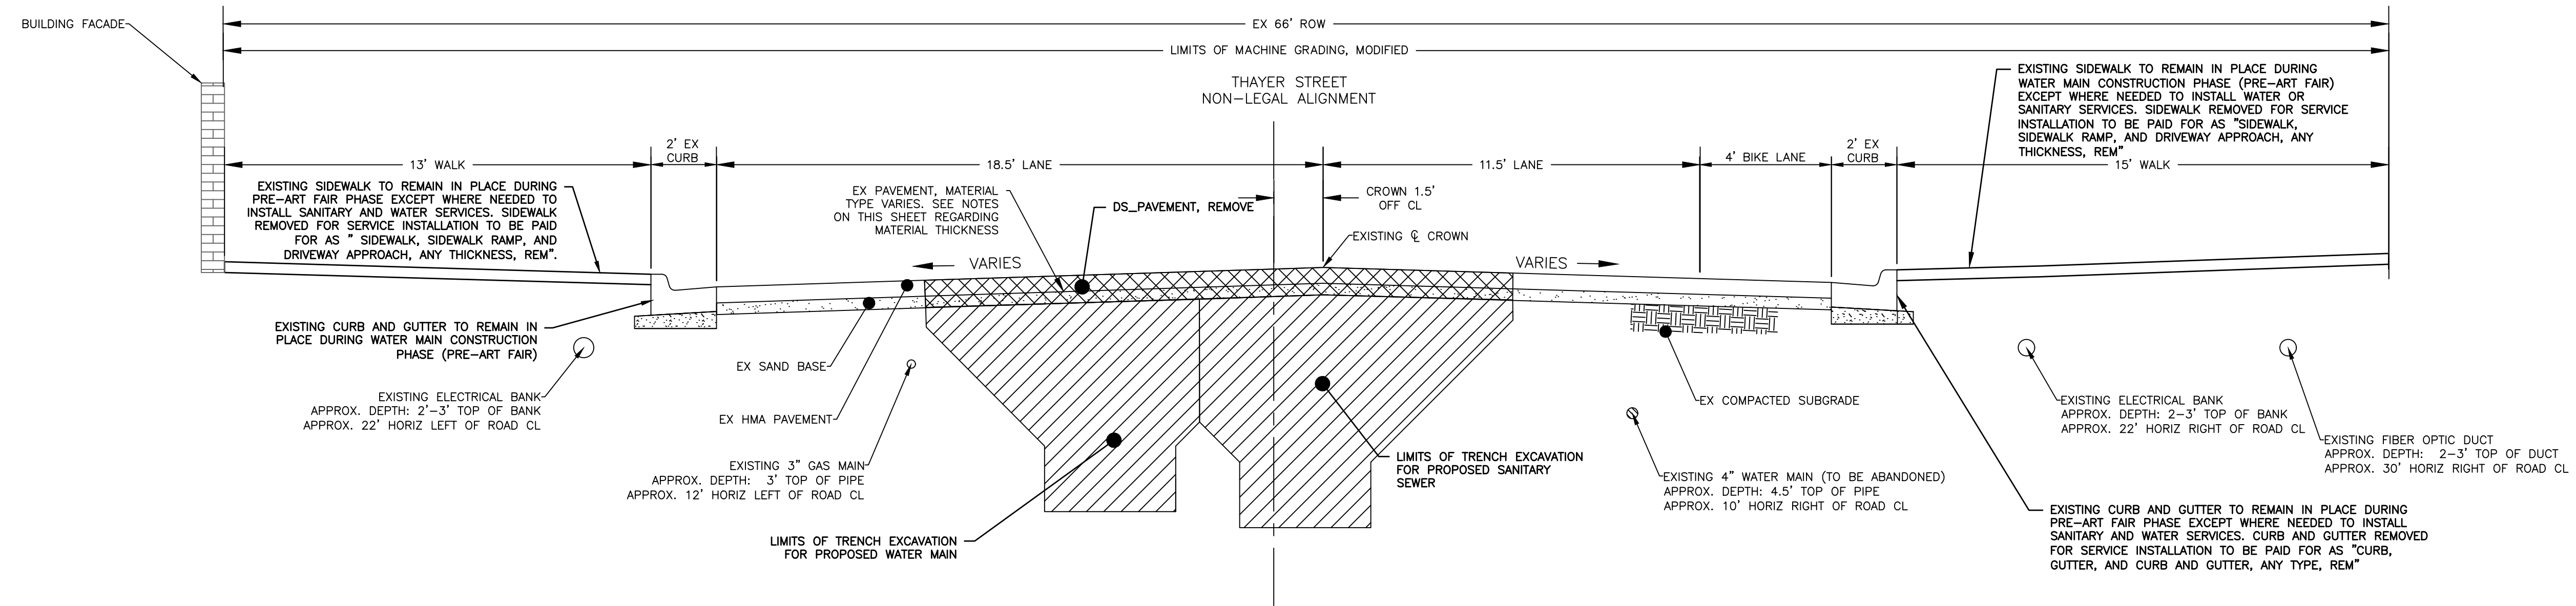 BUILDING FACADE
EX 66' ROW
LIMITS OF MACHINE GRADING, MODIFIED
THAYER STREET
NON-LEGAL ALIGNMENT
EXISTING SIDEWALK TO REMAIN IN PLACE DURING
WATER MAIN CONSTRUCTION PHASE (PRE-ART FAIR)
EXCEPT WHERE NEEDED TO INSTALL WATER OR
SANITARY SERVICES. SIDEWALK REMOVED FOR SERVICE
INSTALLATION TO BE PAID FOR AS "SIDEWALK,
SIDEWALK RAMP, AND DRIVEWAY APPROACH, ANY
THICKNESS, REM"
13' WALK
2' EX
CURB
18.5' LANE
11.5' LANE
4' BIKE LANE
2' EX
CURB
15' WALK
EXISTING SIDEWALK TO REMAIN IN PLACE DURING
PRE-ART FAIR PHASE EXCEPT WHERE NEEDED TO
INSTALL SANITARY AND WATER SERVICES. SIDEWALK
REMOVED FOR SERVICE INSTALLATION TO BE PAID
FOR AS " SIDEWALK, SIDEWALK RAMP, AND
DRIVEWAY APPROACH, ANY THICKNESS, REM".
EX PAVEMENT, MATERIAL
TYPE VARIES. SEE NOTES
ON THIS SHEET REGARDING
MATERIAL THICKNESS
DS_PAVEMENT, REMOVE
CROWN 1.5'
OFF CL
EXISTING ℄ CROWN
VARIES
VARIES
EXISTING CURB AND GUTTER TO REMAIN IN
PLACE DURING WATER MAIN CONSTRUCTION
PHASE (PRE-ART FAIR)
EX SAND BASE
EX HMA PAVEMENT
EXISTING ELECTRICAL BANK
APPROX. DEPTH: 2'-3' TOP OF BANK
APPROX. 22' HORIZ LEFT OF ROAD CL
EXISTING 3" GAS MAIN
APPROX. DEPTH: 3' TOP OF PIPE
APPROX. 12' HORIZ LEFT OF ROAD CL
LIMITS OF TRENCH EXCAVATION
FOR PROPOSED WATER MAIN
LIMITS OF TRENCH EXCAVATION
FOR PROPOSED SANITARY
SEWER
EX COMPACTED SUBGRADE
EXISTING 4" WATER MAIN (TO BE ABANDONED)
APPROX. DEPTH: 4.5' TOP OF PIPE
APPROX. 10' HORIZ RIGHT OF ROAD CL
EXISTING ELECTRICAL BANK
APPROX. DEPTH: 2-3' TOP OF BANK
APPROX. 22' HORIZ RIGHT OF ROAD CL
EXISTING FIBER OPTIC DUCT
APPROX. DEPTH: 2-3' TOP OF DUCT
APPROX. 30' HORIZ RIGHT OF ROAD CL
EXISTING CURB AND GUTTER TO REMAIN IN PLACE DURING
PRE-ART FAIR PHASE EXCEPT WHERE NEEDED TO INSTALL
SANITARY AND WATER SERVICES. CURB AND GUTTER REMOVED
FOR SERVICE INSTALLATION TO BE PAID FOR AS "CURB,
GUTTER, AND CURB AND GUTTER, ANY TYPE, REM"